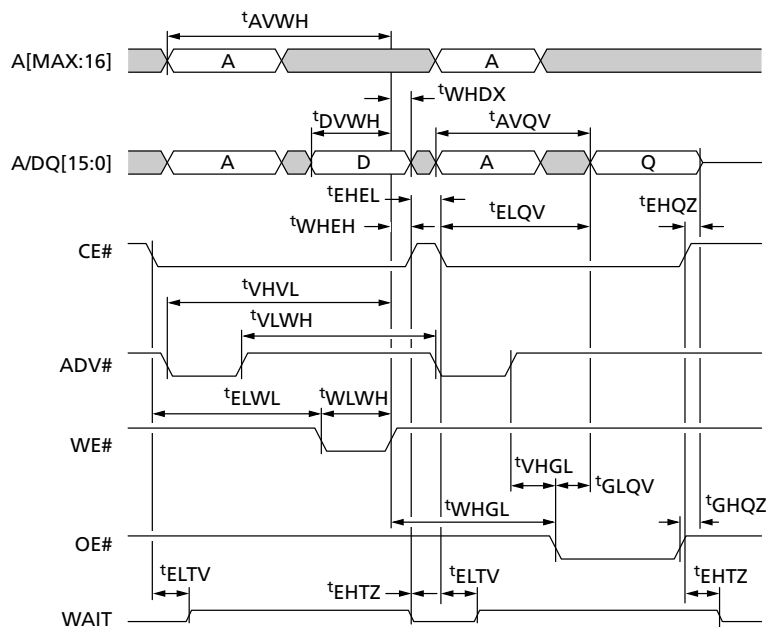 tAVWH
A[MAX:16] A A
tWHDX
tDVWH tAVQV
A/DQ[15:0] A D A Q
tEHEL tELQV tEHQZ
tWHEH
CE#
tVHVL
tVLWH
ADV#
tELWL tWLWH
WE#
tVHGL tGLQV
tWHGL tGHQZ
OE#
tELTV tEHTZ tELTV tEHTZ
WAIT